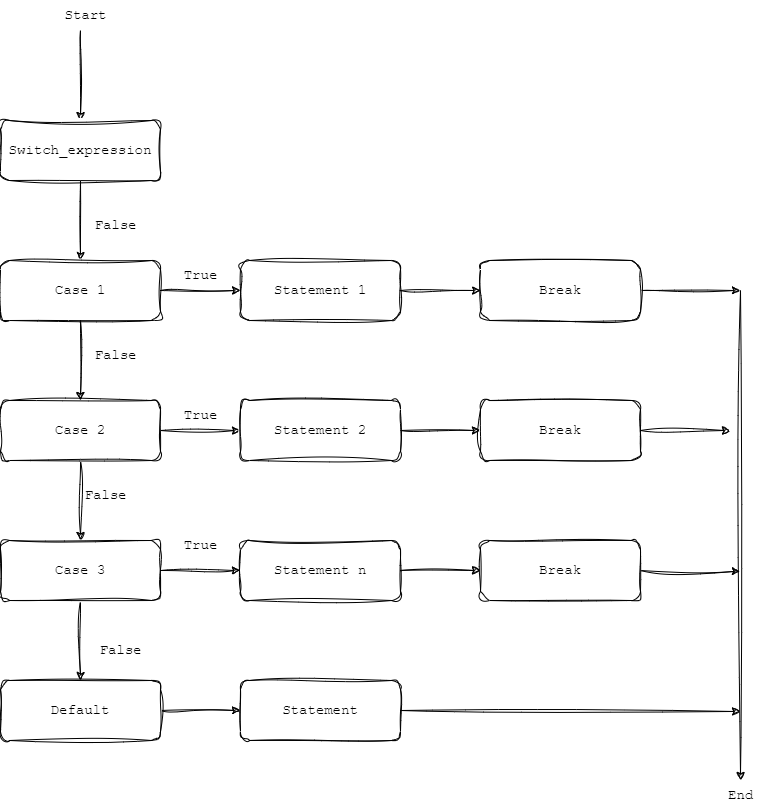 Start
Switch_expression
False
True
Case 1
Statement 1
Break
False
True
Case 2
Statement 2
Break
False
True
Case 3
Statement n
Break
False
Default
Statement
End